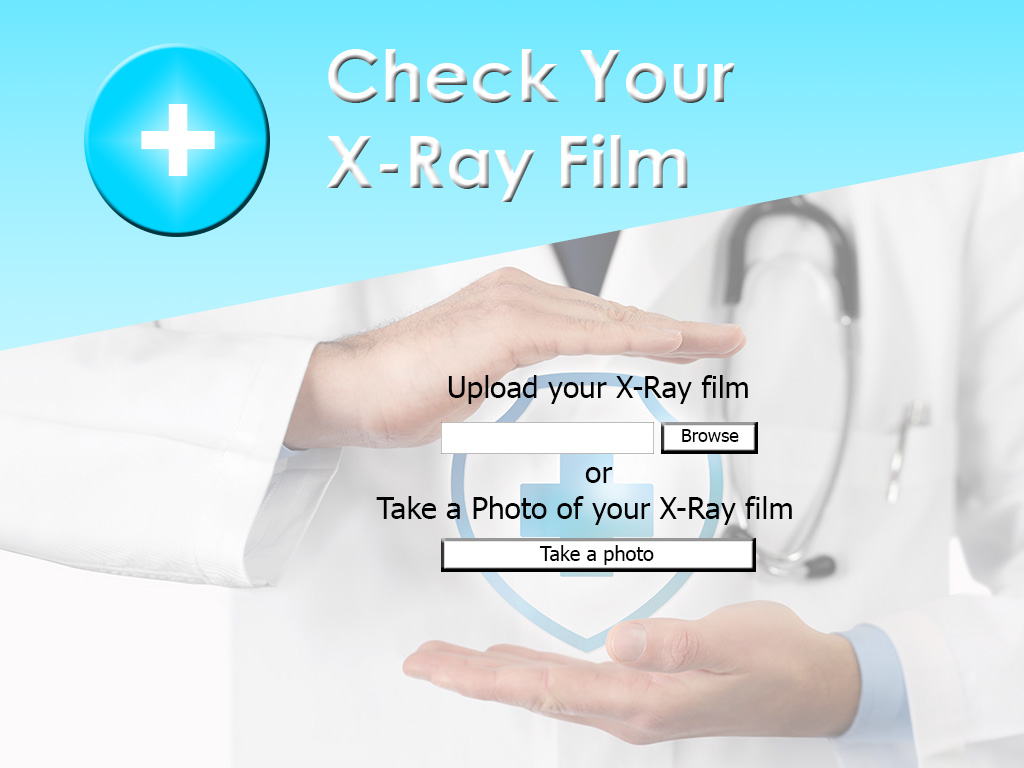 Check Your
X-Ray Film
Upload your X-Ray film
Browse
or
Take a Photo of your X-Ray film
Take a photo